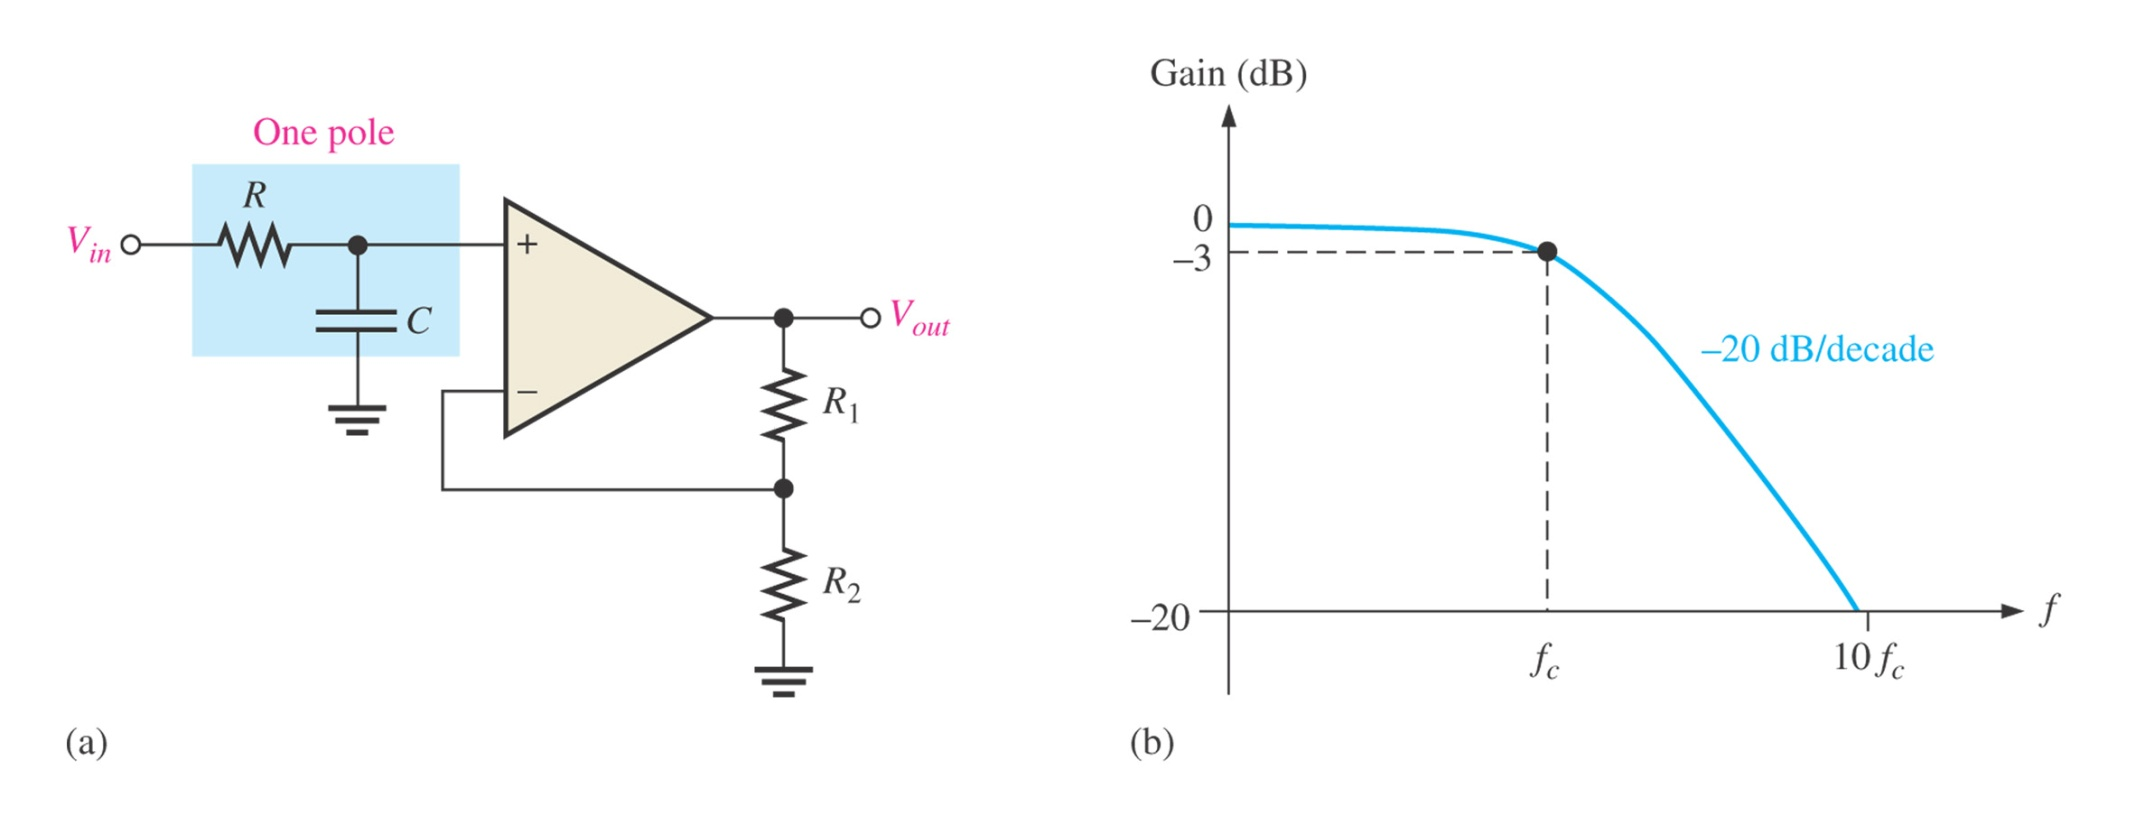 One pole
R
V_in
+
C
V_out
–
R_1
R_2
(a)
Gain (dB)
0
–3
–20 dB/decade
–20
f
f_c
10 f_c
(b)